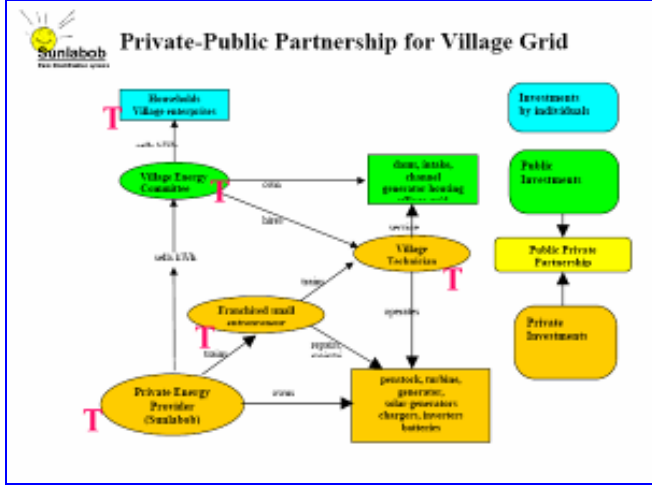 Sunlabob
Private-Public Partnership for Village Grid
T
Households
Village enterprises
sells kWh
Village Energy
Committee
T
owns
hires
dams, intake,
channel
generator housing
Village
Technician
T
operates
trains
sells kWh
Franchised small
entrepreneur
T
trains
Private Energy
Provider
(Sunlabob)
T
owns
penstock, turbine,
generator,
solar generators
chargers, inverters
batteries
Investments
by individuals
Public
Investments
Public Private
Partnership
Private
Investments